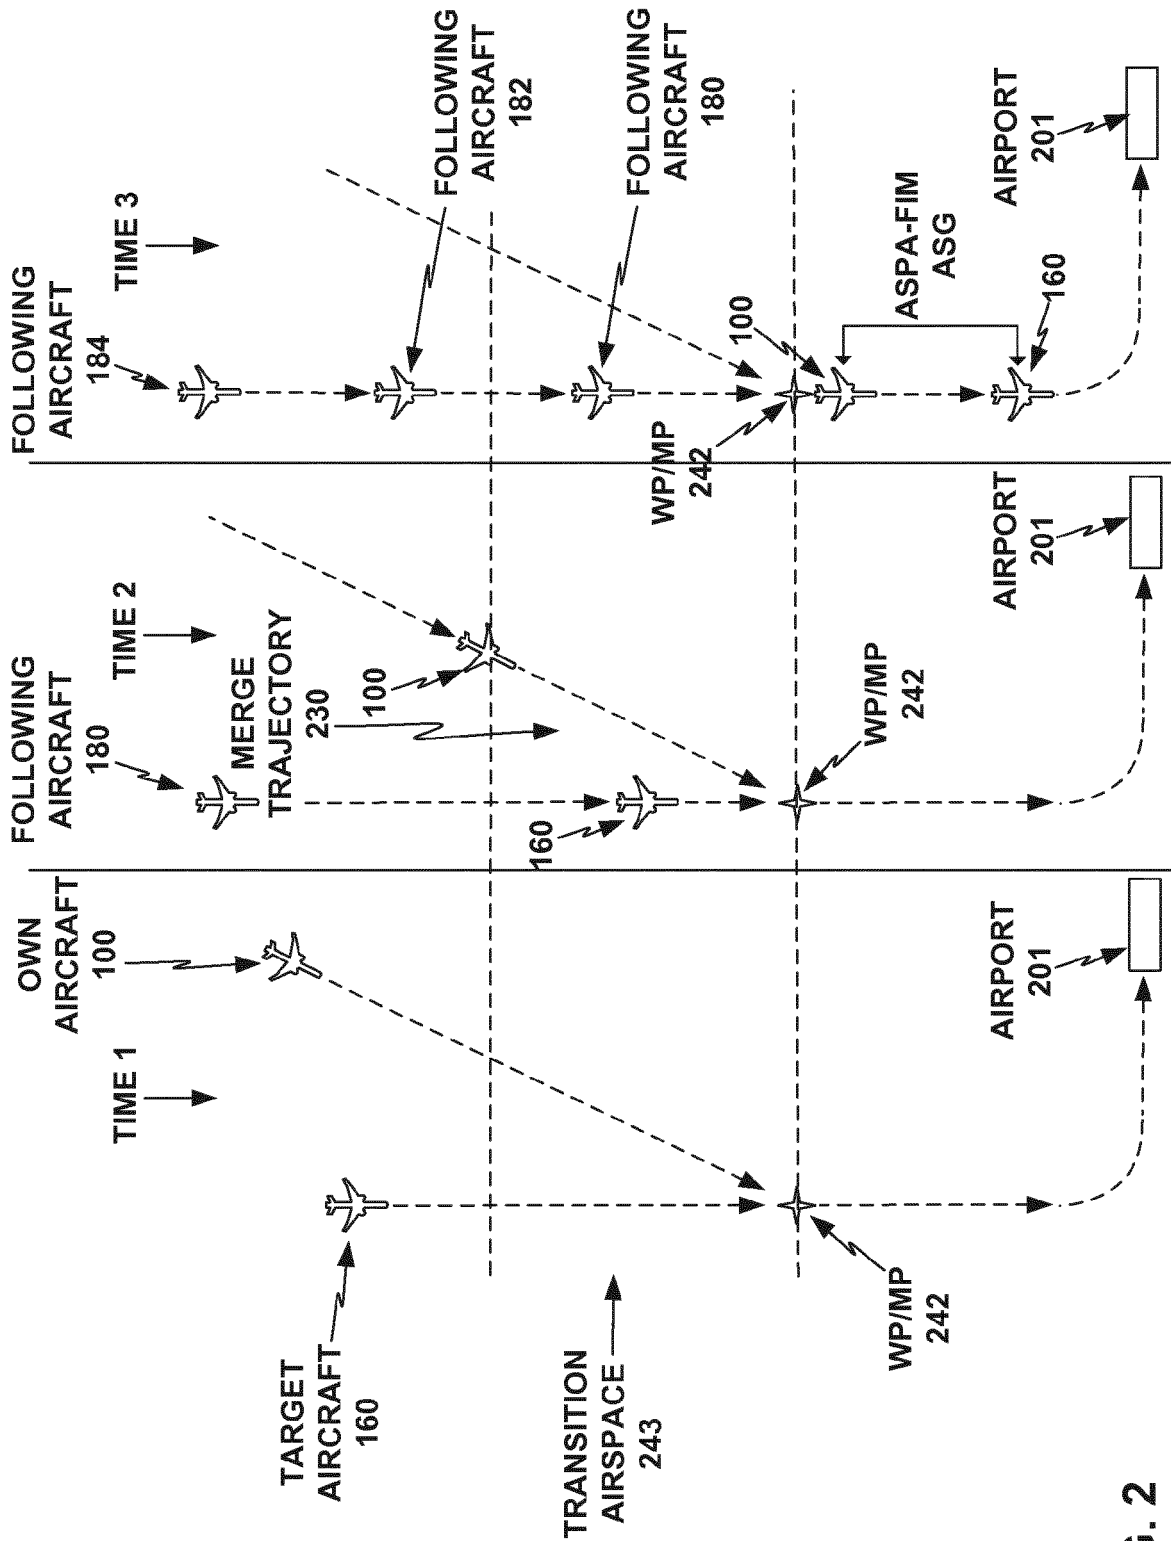 TIME 1
OWN
AIRCRAFT
100
TARGET
AIRCRAFT
160
TRANSITION
AIRSPACE
243
WP/MP
242
AIRPORT
201
FOLLOWING
AIRCRAFT
180
TIME 2
MERGE
TRAJECTORY
230
100
160
WP/MP
242
AIRPORT
201
FOLLOWING
AIRCRAFT
184
TIME 3
FOLLOWING
AIRCRAFT
182
FOLLOWING
AIRCRAFT
180
WP/MP
242
100
ASPA-FIM
ASG
160
AIRPORT
201
G. 2